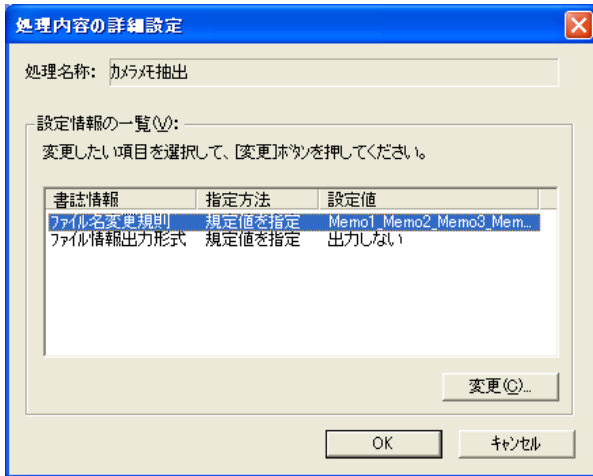 処理内容の詳細設定
処理名称: ｶﾒﾗﾒﾓ抽出
設定情報の一覧(V):
変更したい項目を選択して、[変更]ﾎﾞﾀﾝを押してください。
書誌情報 指定方法 設定値
ﾌｧｲﾙ名変更規則 規定値を指定 Memo1_Memo2_Memo3_Mem...
ﾌｧｲﾙ情報出力形式 規定値を指定 出力しない
変更(C)...
OK ｷｬﾝｾﾙ